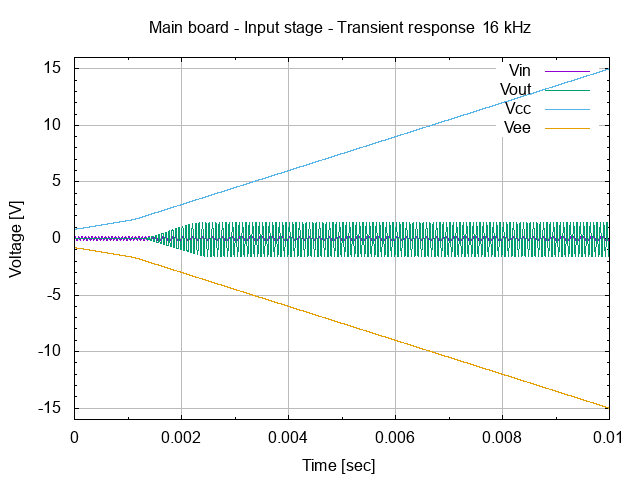 Main board - Input stage - Transient response 16 kHz
Vin
Vout
Vcc
Vee
15
10
5
0
-5
-10
-15
Voltage [V]
0 0.002 0.004 0.006 0.008 0.01
Time [sec]